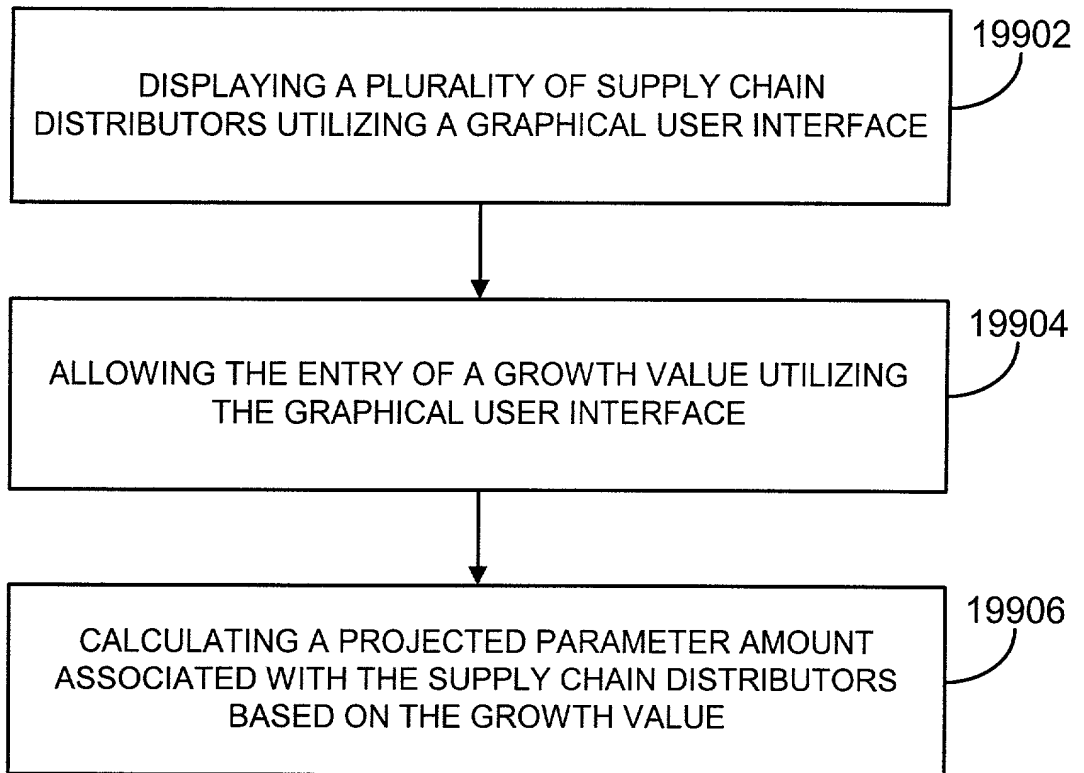 19902
DISPLAYING A PLURALITY OF SUPPLY CHAIN
DISTRIBUTORS UTILIZING A GRAPHICAL USER INTERFACE
19904
ALLOWING THE ENTRY OF A GROWTH VALUE UTILIZING
THE GRAPHICAL USER INTERFACE
19906
CALCULATING A PROJECTED PARAMETER AMOUNT
ASSOCIATED WITH THE SUPPLY CHAIN DISTRIBUTORS
BASED ON THE GROWTH VALUE